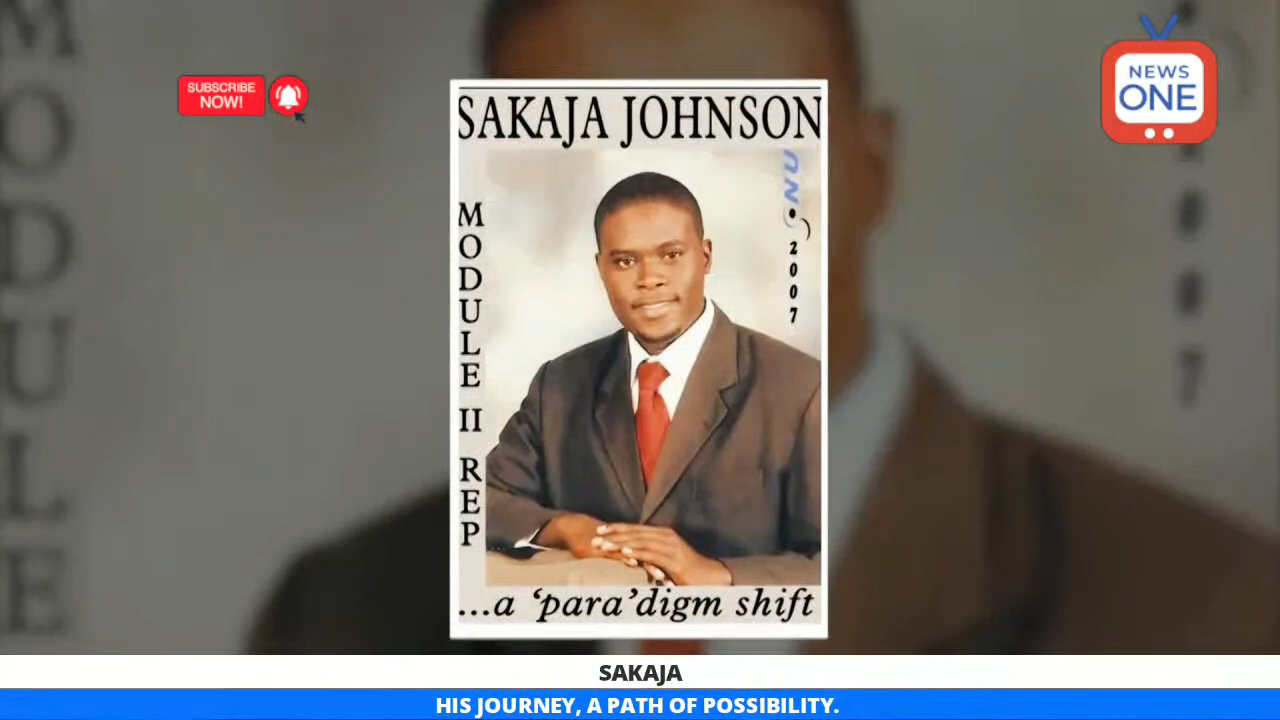 SUBSCRIBE
NOW!
NEWS
ONE
SAKAJA JOHNSON
MODULE II REP
2007
...a ‘para’digm shift
SAKAJA
HIS JOURNEY, A PATH OF POSSIBILITY.